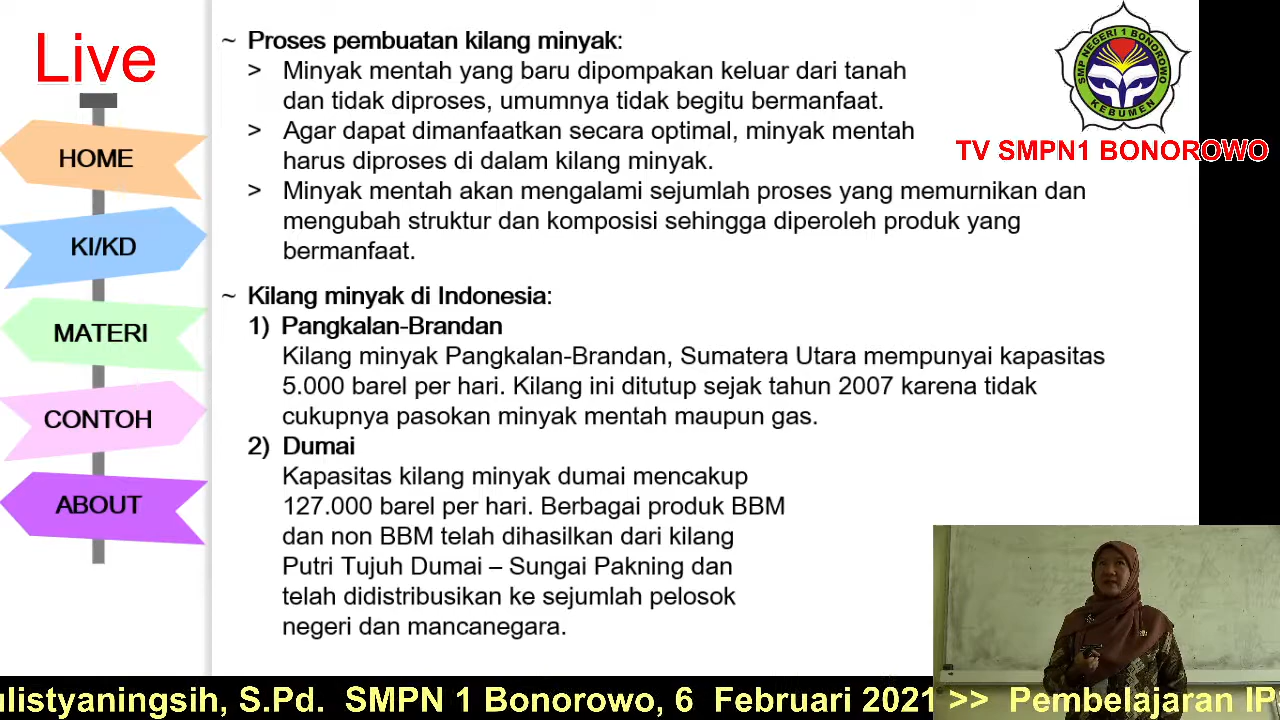 Live
HOME
KI/KD
MATERI
CONTOH
ABOUT
~ Proses pembuatan kilang minyak:
> Minyak mentah yang baru dipompakan keluar dari tanah
dan tidak diproses, umumnya tidak begitu bermanfaat.
> Agar dapat dimanfaatkan secara optimal, minyak mentah
harus diproses di dalam kilang minyak.
> Minyak mentah akan mengalami sejumlah proses yang memurnikan dan
mengubah struktur dan komposisi sehingga diperoleh produk yang
bermanfaat.
~ Kilang minyak di Indonesia:
1) Pangkalan-Brandan
Kilang minyak Pangkalan-Brandan, Sumatera Utara mempunyai kapasitas
5.000 barel per hari. Kilang ini ditutup sejak tahun 2007 karena tidak
cukupnya pasokan minyak mentah maupun gas.
2) Dumai
Kapasitas kilang minyak dumai mencakup
127.000 barel per hari. Berbagai produk BBM
dan non BBM telah dihasilkan dari kilang
Putri Tujuh Dumai – Sungai Pakning dan
telah didistribusikan ke sejumlah pelosok
negeri dan mancanegara.
SMP NEGERI 1 BONOROWO
KEBUMEN
TV SMPN1 BONOROWO
ulistyaningsih, S.Pd. SMPN 1 Bonorowo, 6 Februari 2021 >> Pembelajaran IP